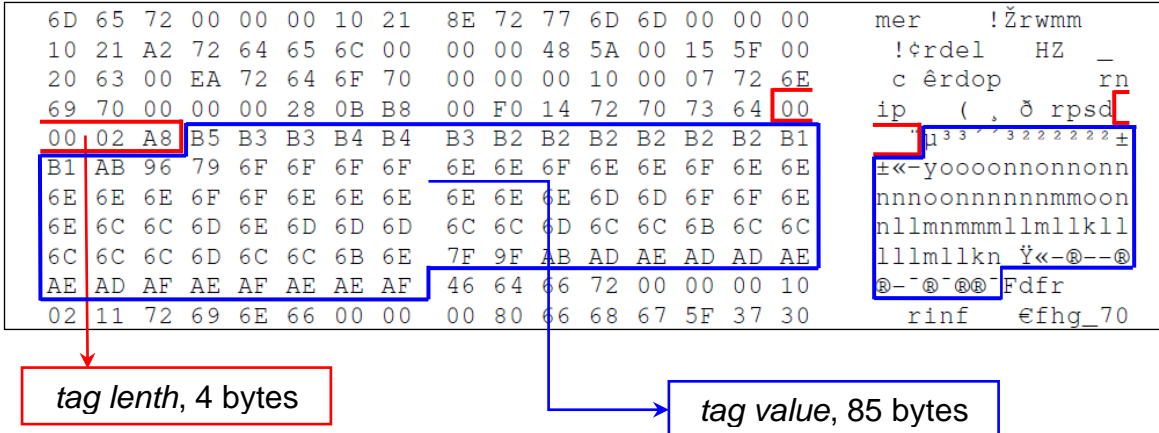 6D 65 72 00 00 00 10 21 8E 72 77 6D 6D 00 00 00 mer !Žrwmm
10 21 A2 72 64 65 6C 00 00 00 48 5A 00 15 5F 00 !¢rdel HZ _
20 63 00 EA 72 64 6F 70 00 00 00 10 00 07 72 6E c êrdop rn
69 70 00 00 00 28 0B B8 00 F0 14 72 70 73 64 00 ip ( ¸ ð rpsd
00 02 A8 B5 B3 B3 B4 B4 B3 B2 B2 B2 B2 B2 B2 B1 ¨µ³³´´³²²²²²²±
B1 AB 96 79 6F 6F 6F 6F 6E 6E 6F 6E 6E 6F 6E 6E ±«–yoooonnonnonn
6E 6E 6E 6F 6F 6E 6E 6E 6E 6E 6E 6D 6D 6F 6F 6E nnnoonnnnnnmmoon
6E 6C 6C 6D 6E 6D 6D 6D 6C 6C 6D 6C 6C 6B 6C 6C nllmnmmmllmllkll
6C 6C 6C 6D 6C 6C 6B 6E 7F 9F AB AD AE AD AD AE lllmllkn Ÿ«-®--®
AE AD AF AE AF AE AE AF 46 64 66 72 00 00 00 10 ®-¯®¯®®¯Fdfr
02 11 72 69 6E 66 00 00 00 80 66 68 67 5F 37 30 rinf €fhg_70
tag lenth, 4 bytes
tag value, 85 bytes